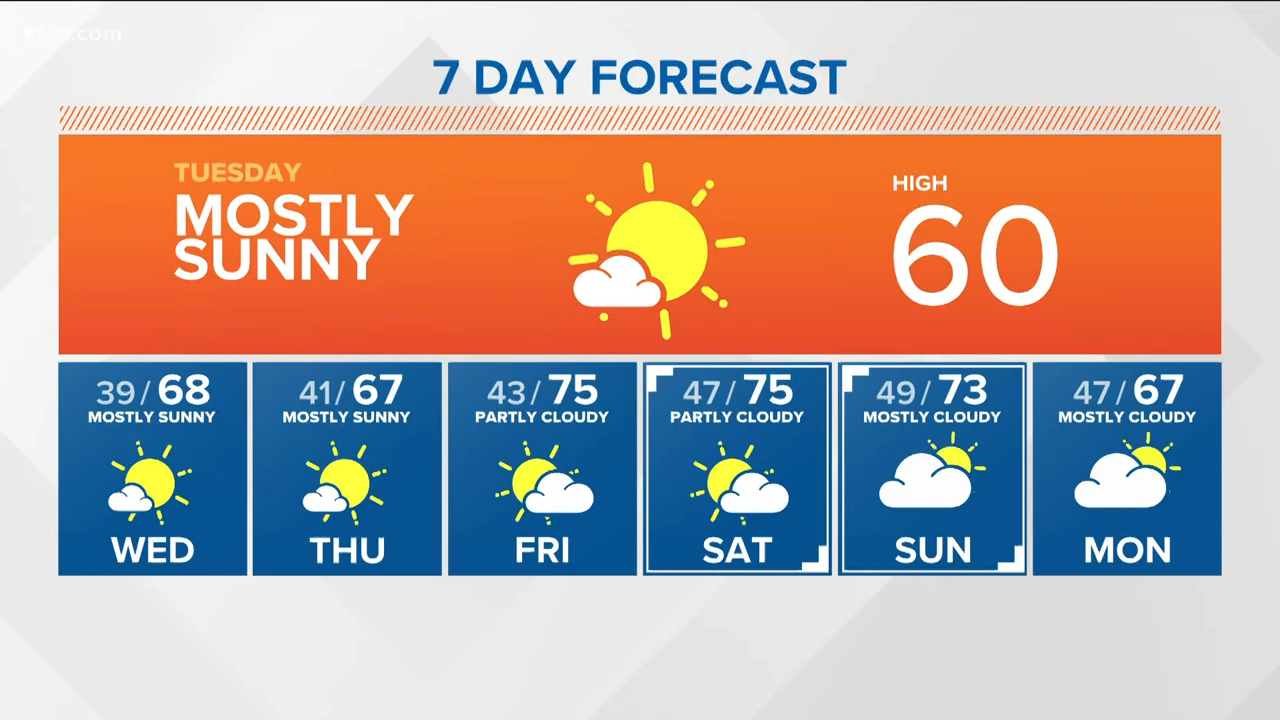 7 DAY FORECAST
TUESDAY
MOSTLY
SUNNY
HIGH
60
39/68
MOSTLY SUNNY
WED
41/67
MOSTLY SUNNY
THU
43/75
PARTLY CLOUDY
FRI
47/75
PARTLY CLOUDY
SAT
49/73
MOSTLY CLOUDY
SUN
47/67
MOSTLY CLOUDY
MON